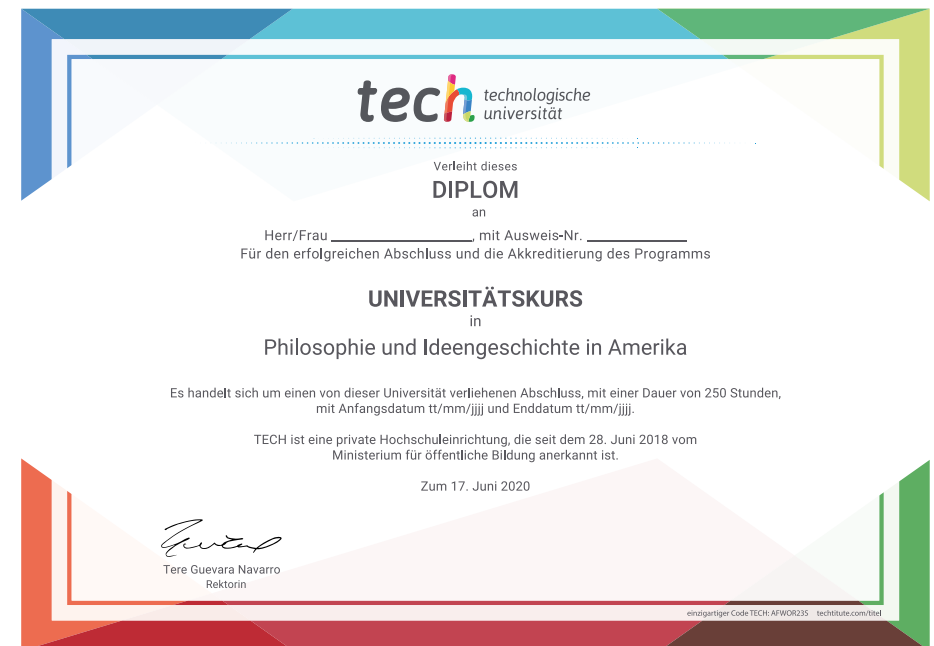 tech technologische
universität
Verleiht dieses
DIPLOM
an
Herr/Frau ____________________, mit Ausweis-Nr. ______________
Für den erfolgreichen Abschluss und die Akkreditierung des Programms
UNIVERSITÄTSKURS
in
Philosophie und Ideengeschichte in Amerika
Es handelt sich um einen von dieser Universität verliehenen Abschluss, mit einer Dauer von 250 Stunden,
mit Anfangsdatum tt/mm/jjjj und Enddatum tt/mm/jjjj.
TECH ist eine private Hochschuleinrichtung, die seit dem 28. Juni 2018 vom
Ministerium für öffentliche Bildung anerkannt ist.
Zum 17. Juni 2020
Tere Guevara Navarro
Rektorin
einzigartiger Code TECH: AFWOR23S techtitute.com/titel